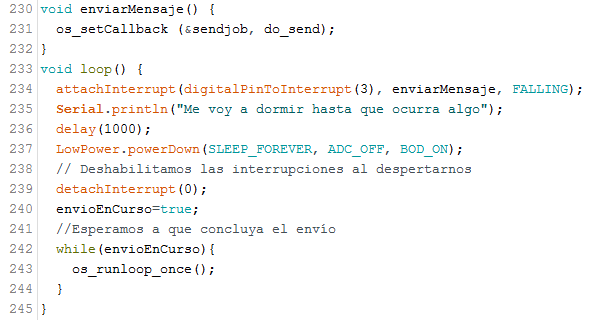 230 void enviarMensaje() {
231   os_setCallback (&sendjob, do_send);
232 }
233 void loop() {
234   attachInterrupt(digitalPinToInterrupt(3), enviarMensaje, FALLING);
235   Serial.println("Me voy a dormir hasta que ocurra algo");
236   delay(1000);
237   LowPower.powerDown(SLEEP_FOREVER, ADC_OFF, BOD_ON);
238   // Deshabilitamos las interrupciones al despertarnos
239   detachInterrupt(0);
240   envioEnCurso=true;
241   //Esperamos a que concluya el envío
242   while(envioEnCurso){
243     os_runloop_once();
244   }
245 }